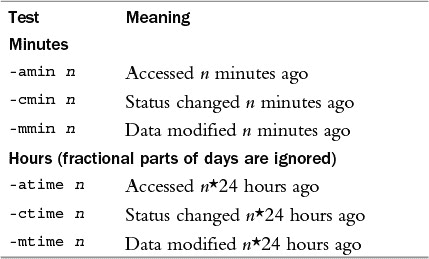 Test Meaning
Minutes
-amin n Accessed n minutes ago
-cmin n Status changed n minutes ago
-mmin n Data modified n minutes ago
Hours (fractional parts of days are ignored)
-atime n Accessed n★24 hours ago
-ctime n Status changed n★24 hours ago
-mtime n Data modified n★24 hours ago